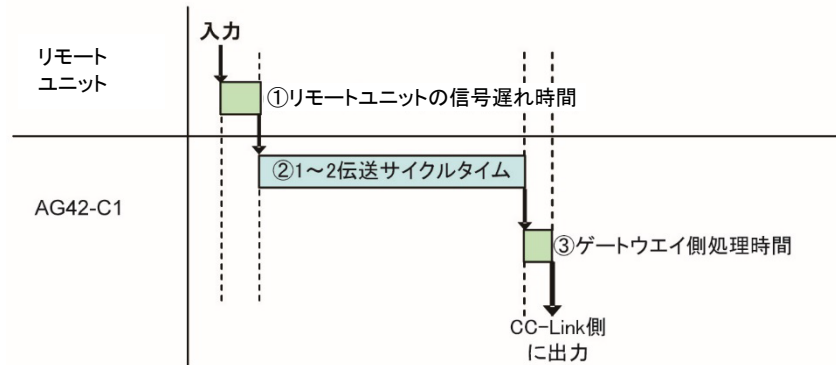 入力
リモート
ユニット
①リモートユニットの信号遅れ時間
②1～2伝送サイクルタイム
AG42-C1
③ゲートウエイ側処理時間
CC-Link側
に出力